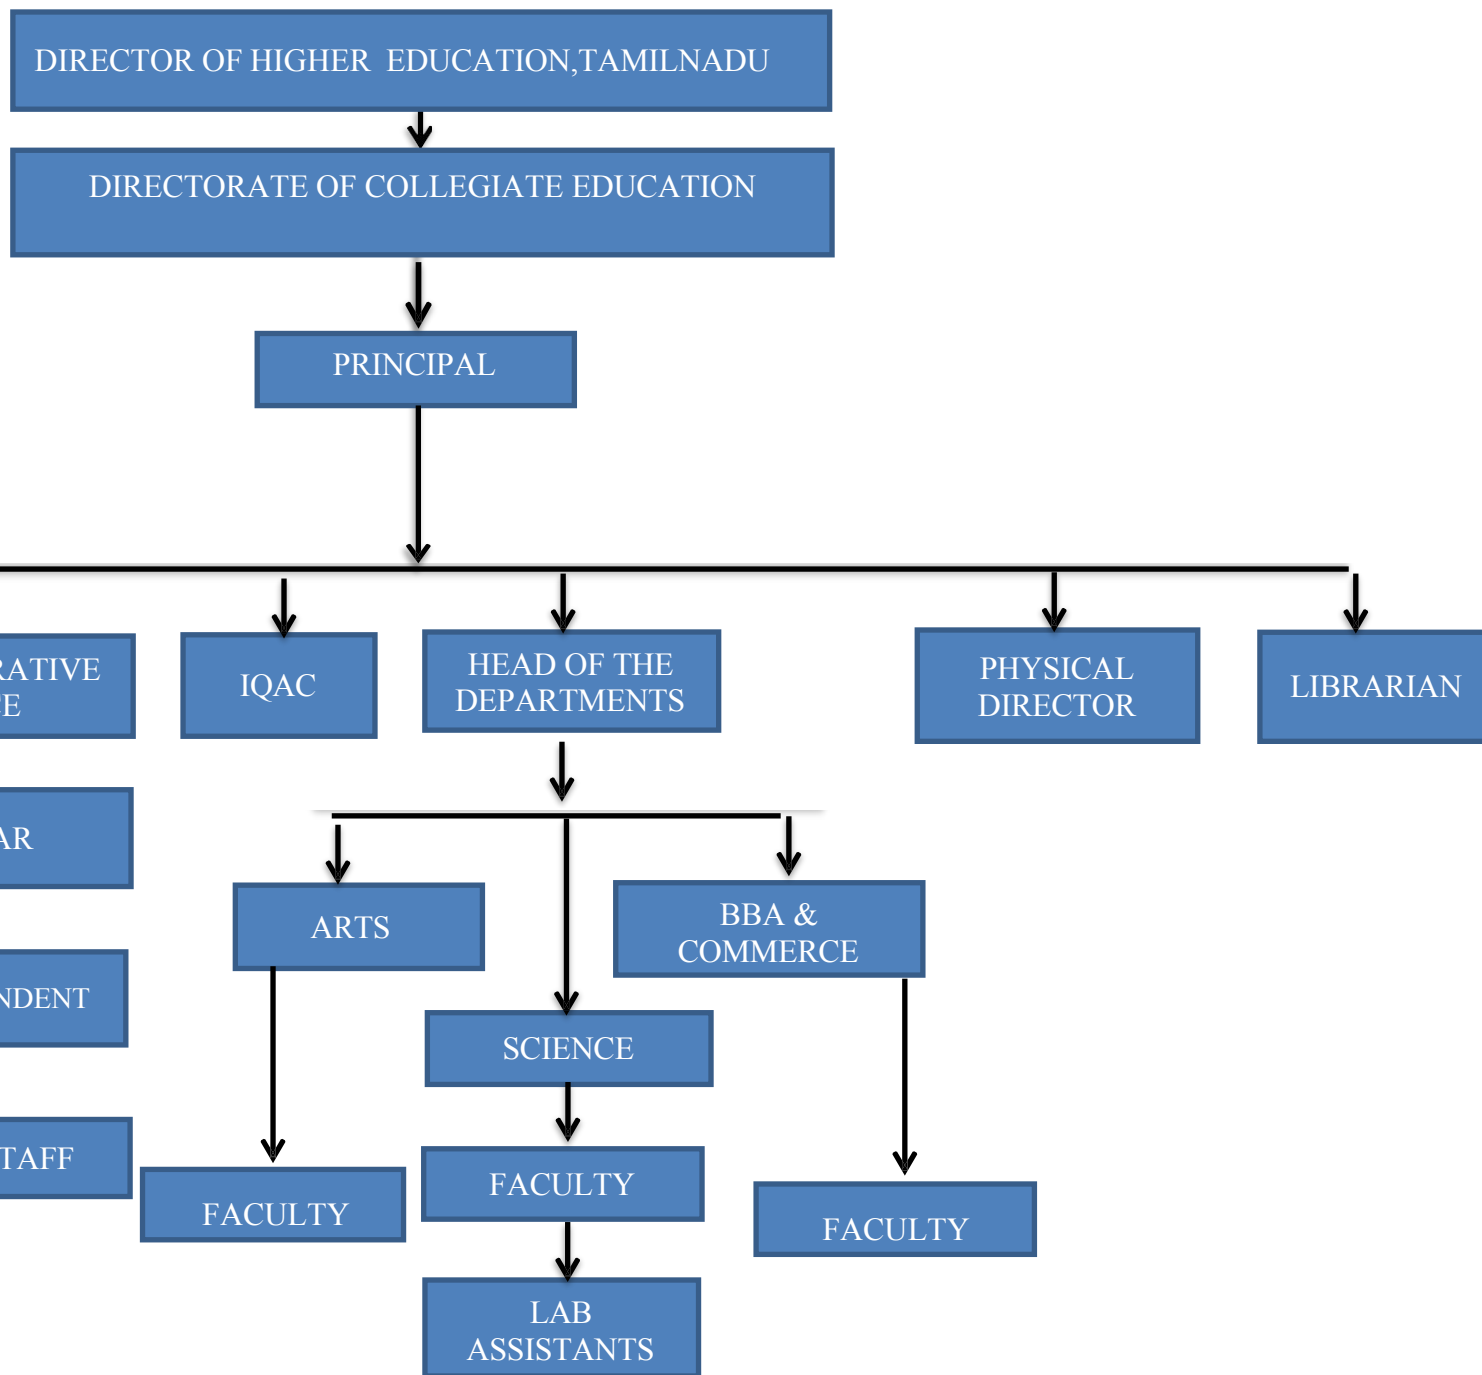 DIRECTOR OF HIGHER EDUCATION,TAMILNADU
DIRECTORATE OF COLLEGIATE EDUCATION
PRINCIPAL
IQAC
HEAD OF THE
DEPARTMENTS
PHYSICAL
DIRECTOR
LIBRARIAN
ARTS
BBA &
COMMERCE
SCIENCE
FACULTY
FACULTY
FACULTY
LAB
ASSISTANTS